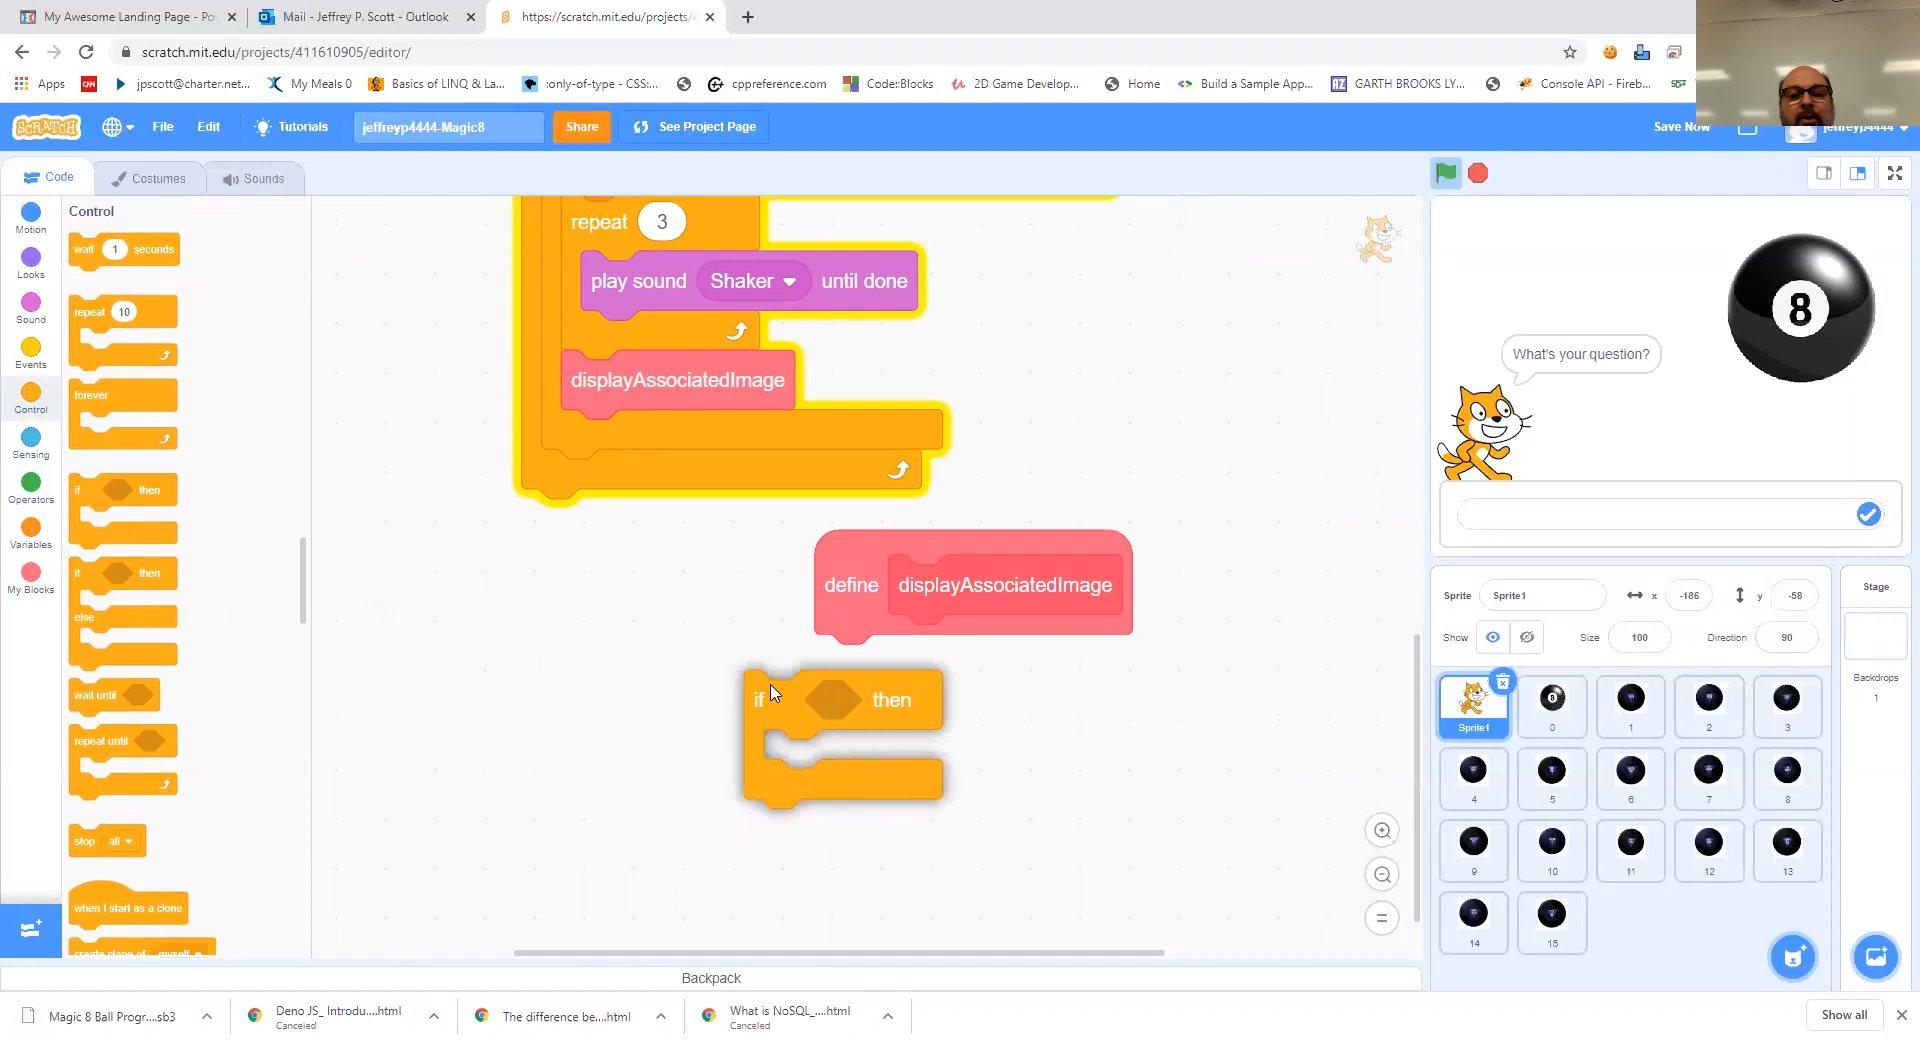 My Awesome Landing Page - Po
Mail - Jeffrey P. Scott - Outlook
https://scratch.mit.edu/projects/4
scratch.mit.edu/projects/411610905/editor/
Apps
CNN
jpscott@charter.net...
My Meals 0
Basics of LINQ & La...
:only-of-type - CSS:...
cppreference.com
Code::Blocks
2D Game Develop...
Home
Build a Sample App...
GARTH BROOKS LY...
Console API - Fireb...
SCRATCH
File
Edit
Tutorials
jeffreyp4444-Magic8
Share
See Project Page
Save Now
jeffreyp4444
Code
Costumes
Sounds
Motion
Looks
Sound
Events
Control
Sensing
Operators
Variables
My Blocks
Control
wait 1 seconds
repeat 10
forever
if then
if then
else
wait until
repeat until
stop all
when I start as a clone
create clone of myself
repeat 3
play sound Shaker until done
displayAssociatedImage
define displayAssociatedImage
if then
8
What's your question?
Sprite Sprite1 x -186 y -58
Show Size 100 Direction 90
Sprite1
0
1
2
3
4
5
6
7
8
9
10
11
12
13
14
15
Stage
Backdrops
1
Backpack
Magic 8 Ball Progr....sb3
Deno JS_ Introdu....html
Canceled
The difference be....html
What is NoSQL_....html
Canceled
Show all